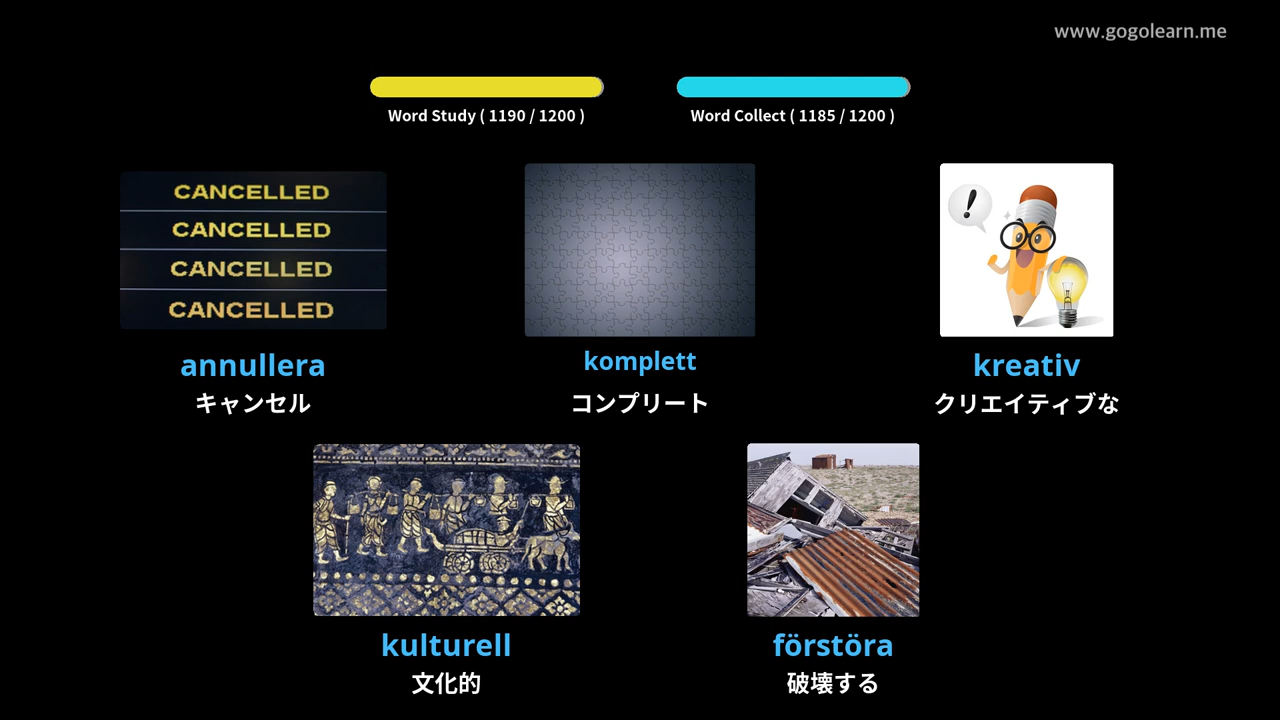 www.gogolearn.me
Word Study ( 1190 / 1200 )
Word Collect ( 1185 / 1200 )
CANCELLED
CANCELLED
CANCELLED
CANCELLED
!
annullera
キャンセル
komplett
コンプリート
kreativ
クリエイティブな
kulturell
文化的
förstöra
破壊する